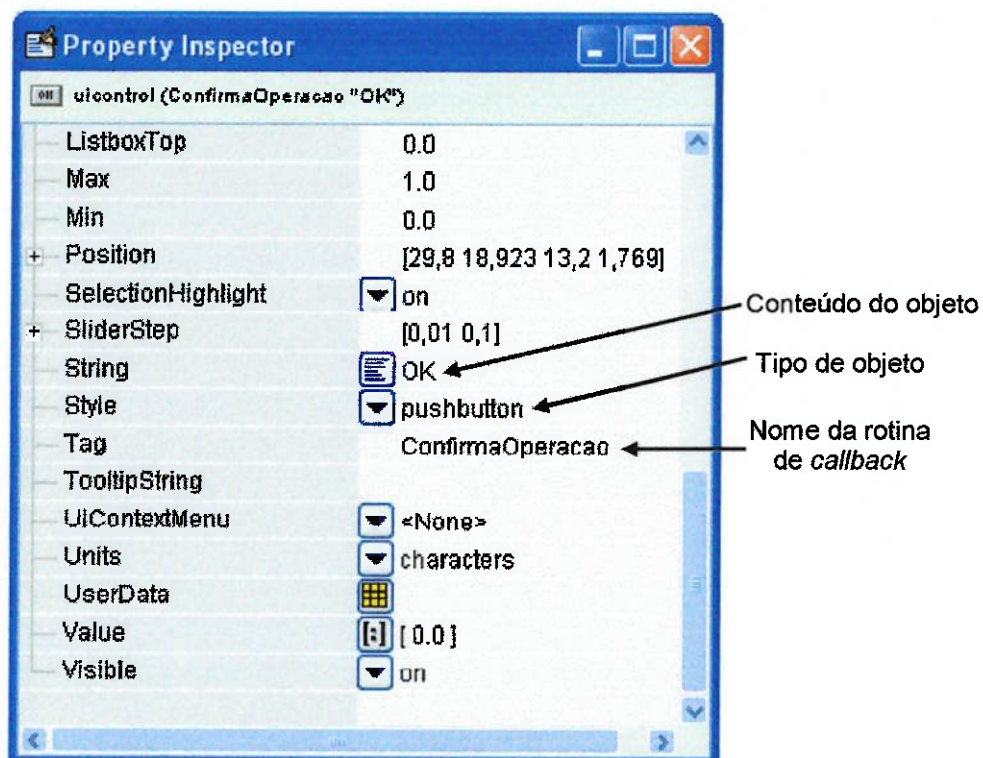 Property Inspector
uicontrol (ConfirmaOperacao "OK")
ListboxTop 0.0
Max 1.0
Min 0.0
Position [29,8 18,923 13,2 1,769]
SelectionHighlight on
SliderStep [0,01 0,1]
String OK
Style pushbutton
Tag ConfirmaOperacao
TooltipString
UIContextMenu <None>
Units characters
UserData
Value [ 0.0 ]
Visible on
Conteúdo do objeto
Tipo de objeto
Nome da rotina
de callback